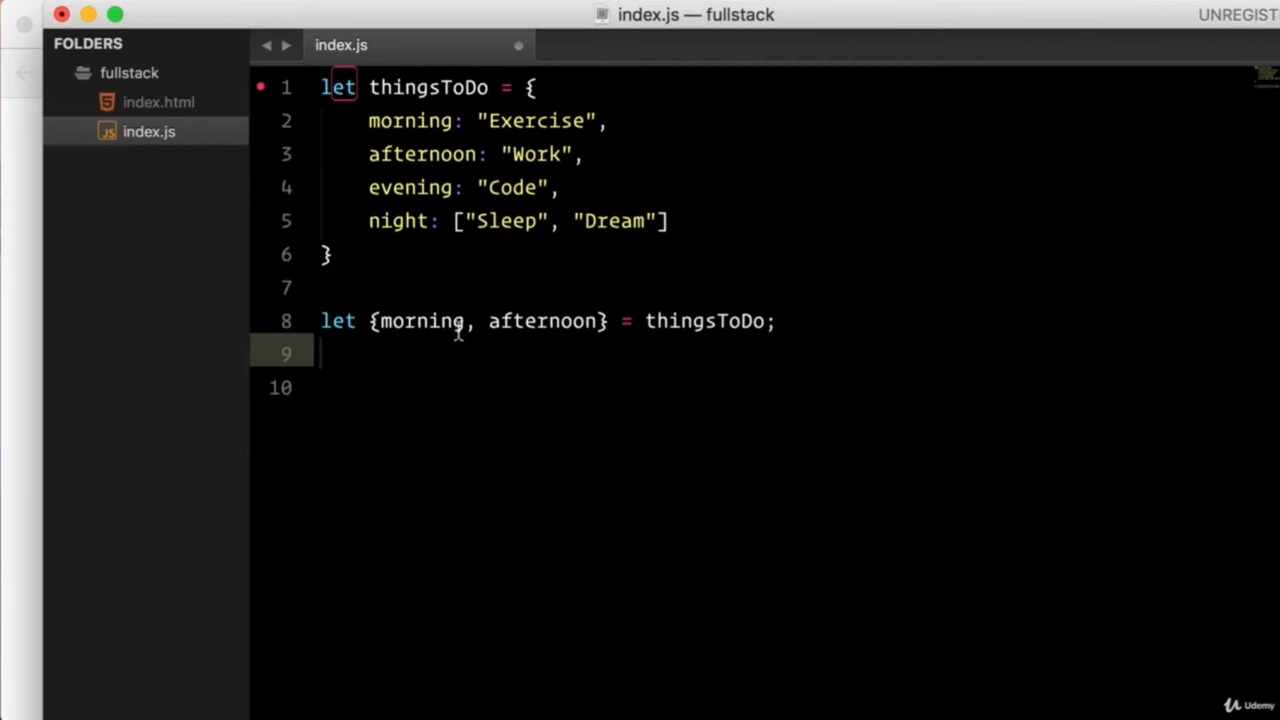 index.js — fullstack
UNREGIST
FOLDERS
fullstack
index.html
index.js
index.js
1 let thingsToDo = {
2 morning: "Exercise",
3 afternoon: "Work",
4 evening: "Code",
5 night: ["Sleep", "Dream"]
6 }
7
8 let {morning, afternoon} = thingsToDo;
9
10
Udemy